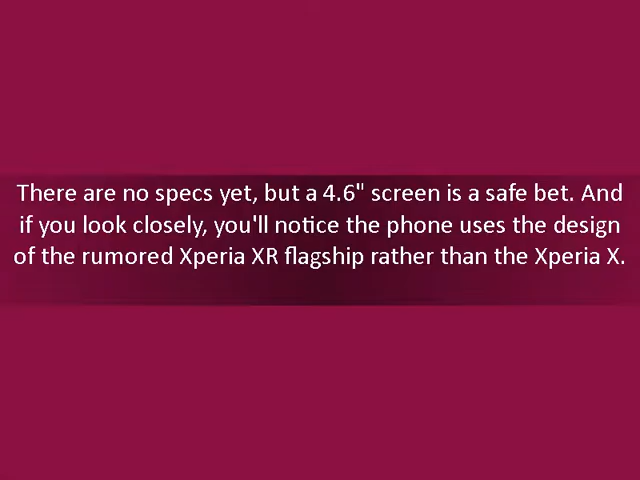 There are no specs yet, but a 4.6" screen is a safe bet. And
if you look closely, you'll notice the phone uses the design
of the rumored Xperia XR flagship rather than the Xperia X.